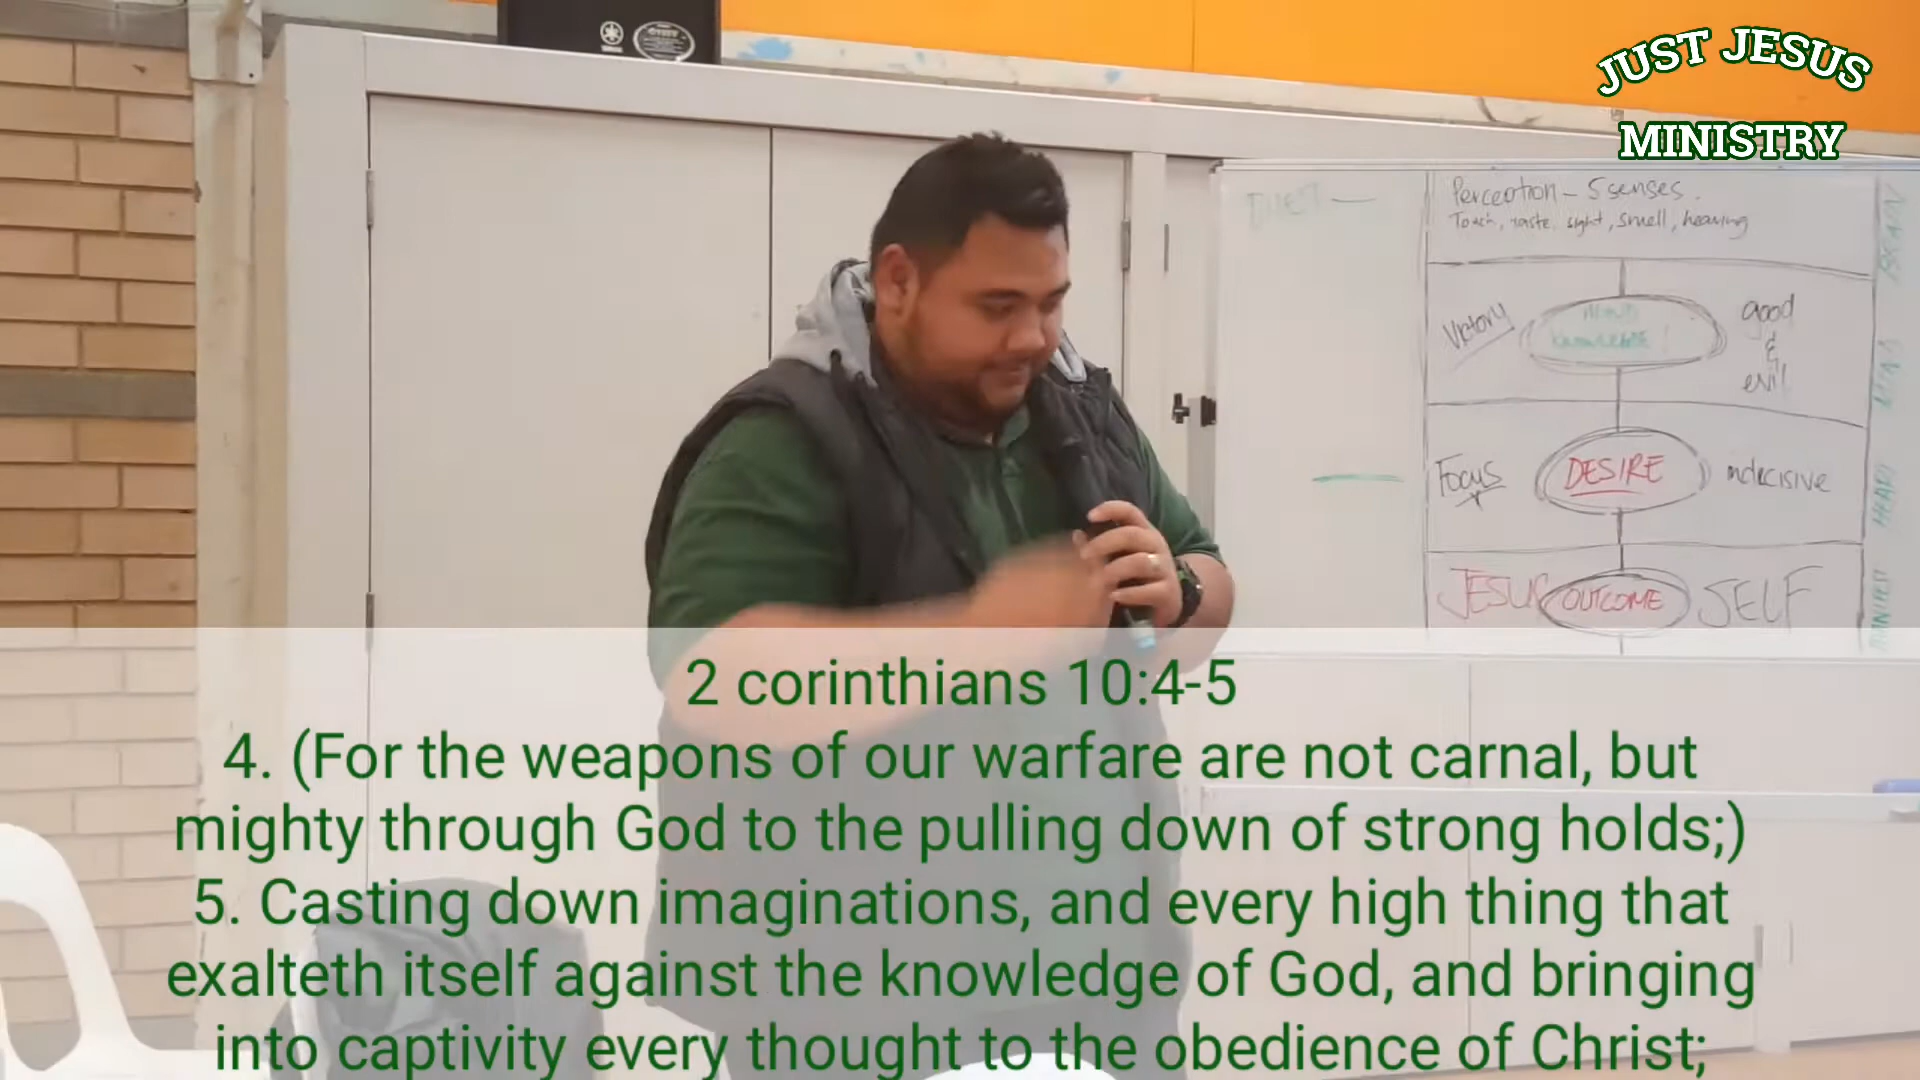 JUST JESUS
MINISTRY
Perception - 5 senses.
Touch, taste, sight, smell, hearing
Victory
good
&
evil
Focus
DESIRE
indecisive
JESUS
OUTCOME
SELF
2 corinthians 10:4-5
4. (For the weapons of our warfare are not carnal, but
mighty through God to the pulling down of strong holds;)
5. Casting down imaginations, and every high thing that
exalteth itself against the knowledge of God, and bringing
into captivity every thought to the obedience of Christ;